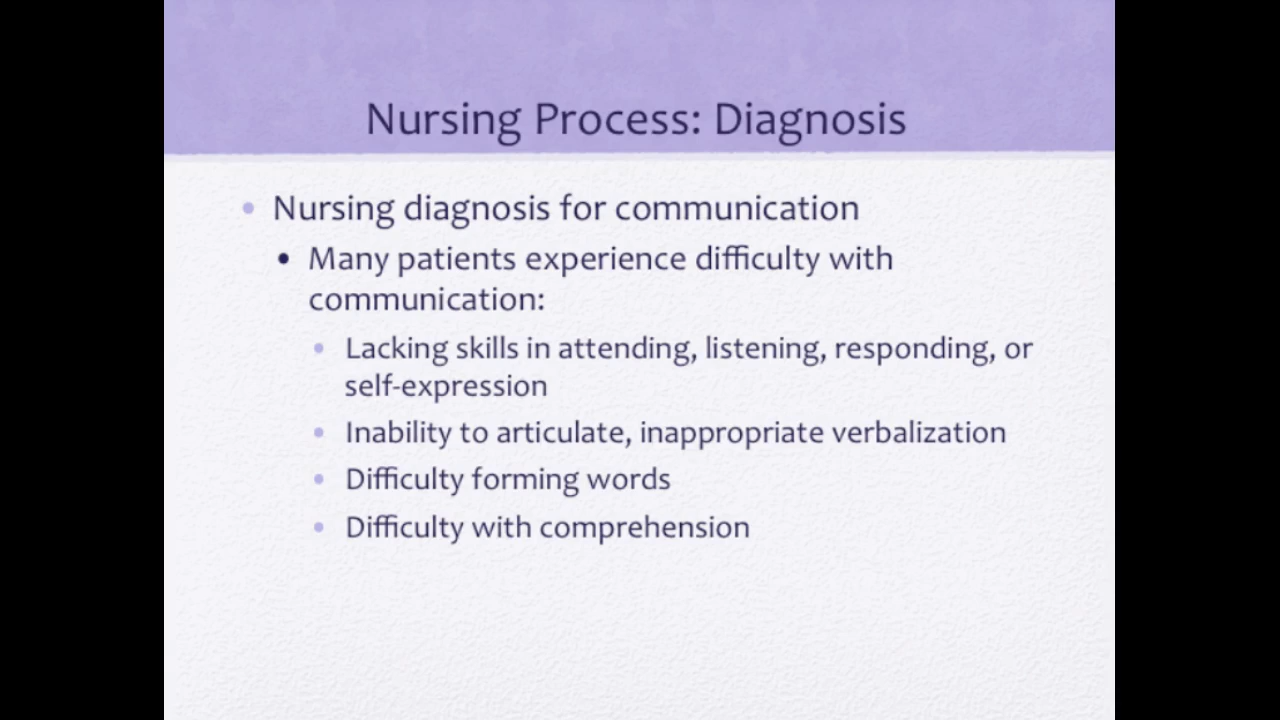 Nursing Process: Diagnosis
• Nursing diagnosis for communication
• Many patients experience difficulty with
communication:
• Lacking skills in attending, listening, responding, or
self-expression
• Inability to articulate, inappropriate verbalization
• Difficulty forming words
• Difficulty with comprehension